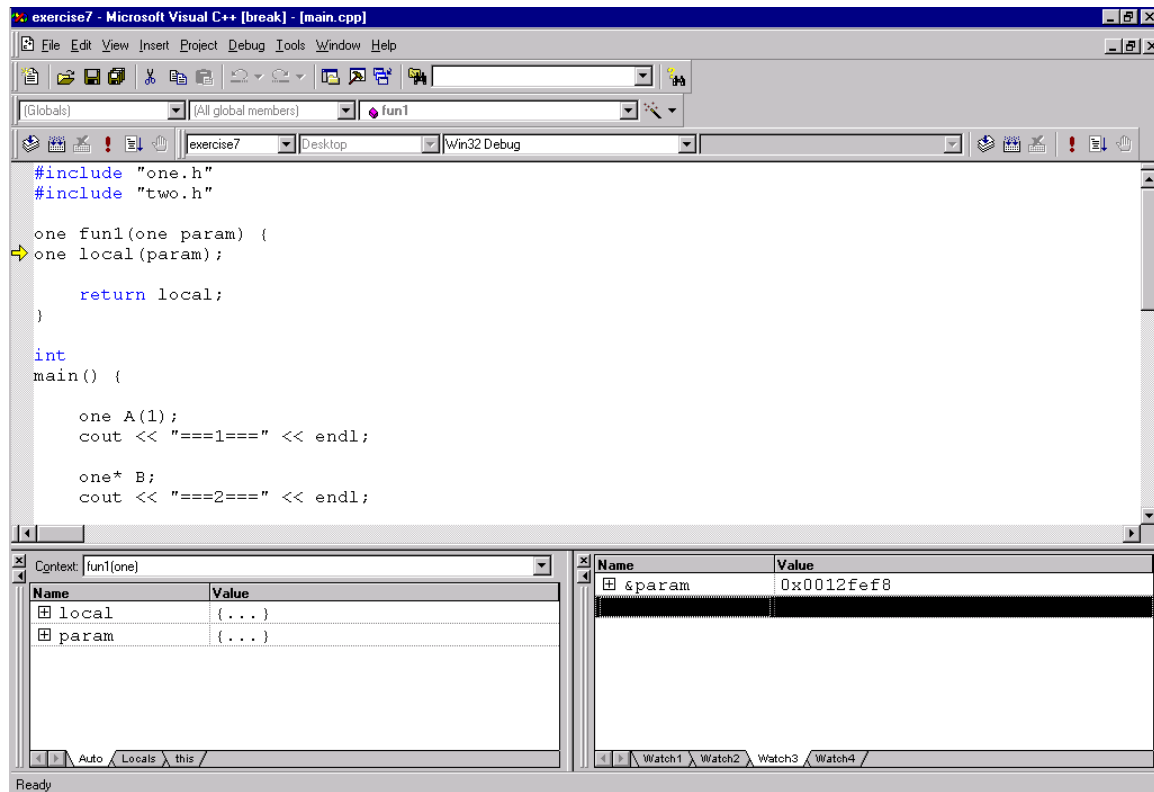 exercise7 - Microsoft Visual C++ [break] - [main.cpp]
File Edit View Insert Project Debug Tools Window Help
(Globals) (All global members) fun1
exercise7 Desktop Win32 Debug
#include "one.h"
#include "two.h"
one fun1(one param) {
one local(param);
return local;
}
int
main() {
one A(1);
cout << "===1===" << endl;
one* B;
cout << "===2===" << endl;
Context: fun1(one)
Name Value
local {...}
param {...}
Auto Locals this
Name Value
&param 0x0012fef8
Watch1 Watch2 Watch3 Watch4
Ready